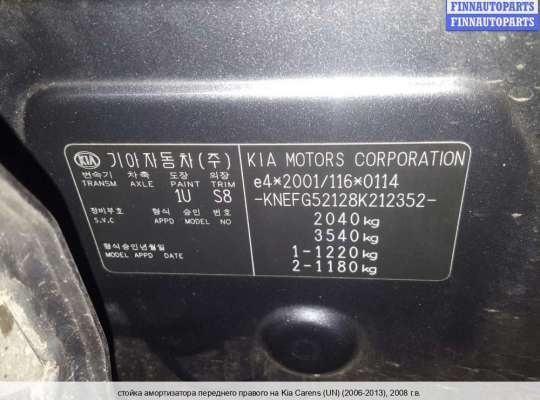 FINNAUTOPARTS
FINNAUTOPARTS
KIA 기아자동차(주)
변속기 차축 도장 외장
TRANSM AXLE PAINT TRIM
1U S8
정비부호 형식 승인 번호
S.V.C APPD MODEL NO
형식승인년월일
MODEL APPD DATE
KIA MOTORS CORPORATION
e4*2001/116*0114
-KNEFG52128K212352-
2040kg
3540kg
1-1220kg
2-1180kg
стойка амортизатора переднего правого на Kia Carens (UN) (2006-2013), 2008 г.в.